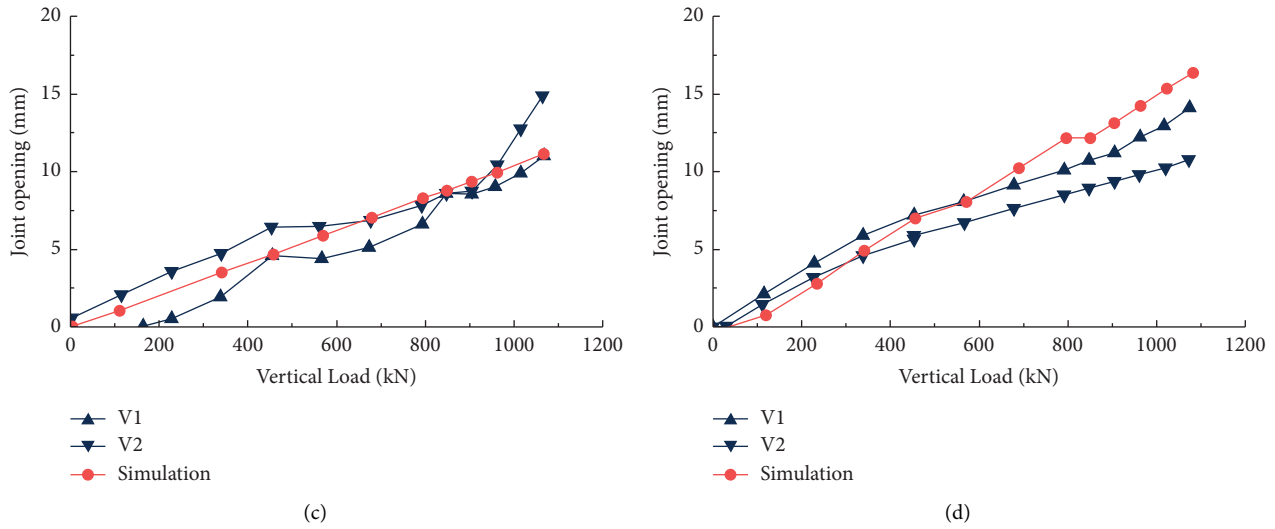 20
15
10
5
0
Joint opening (mm)
0 200 400 600 800 1000 1200
Vertical Load (kN)
V1
V2
Simulation
(c)
20
15
10
5
0
Joint opening (mm)
0 200 400 600 800 1000 1200
Vertical Load (kN)
V1
V2
Simulation
(d)